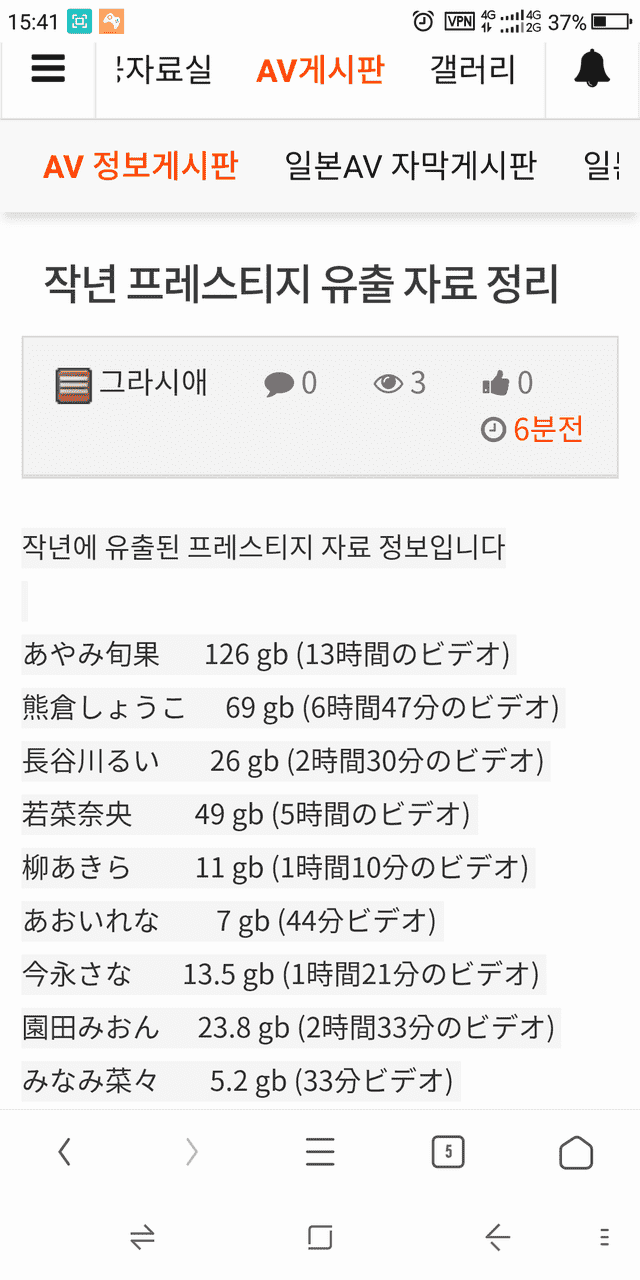 15:41 VPN 4G 4G 2G 37%
자료실 AV게시판 갤러리
AV 정보게시판 일본AV 자막게시판
작년 프레스티지 유출 자료 정리
그라시애 0 3 0
6분전
작년에 유출된 프레스티지 자료 정보입니다
あやみ旬果 126 gb (13時間のビデオ)
熊倉しょうこ 69 gb (6時間47分のビデオ)
長谷川るい 26 gb (2時間30分のビデオ)
若菜奈央 49 gb (5時間のビデオ)
柳あきら 11 gb (1時間10分のビデオ)
あおいれな 7 gb (44分ビデオ)
今永さな 13.5 gb (1時間21分のビデオ)
園田みおん 23.8 gb (2時間33分のビデオ)
みなみ菜々 5.2 gb (33分ビデオ)
5